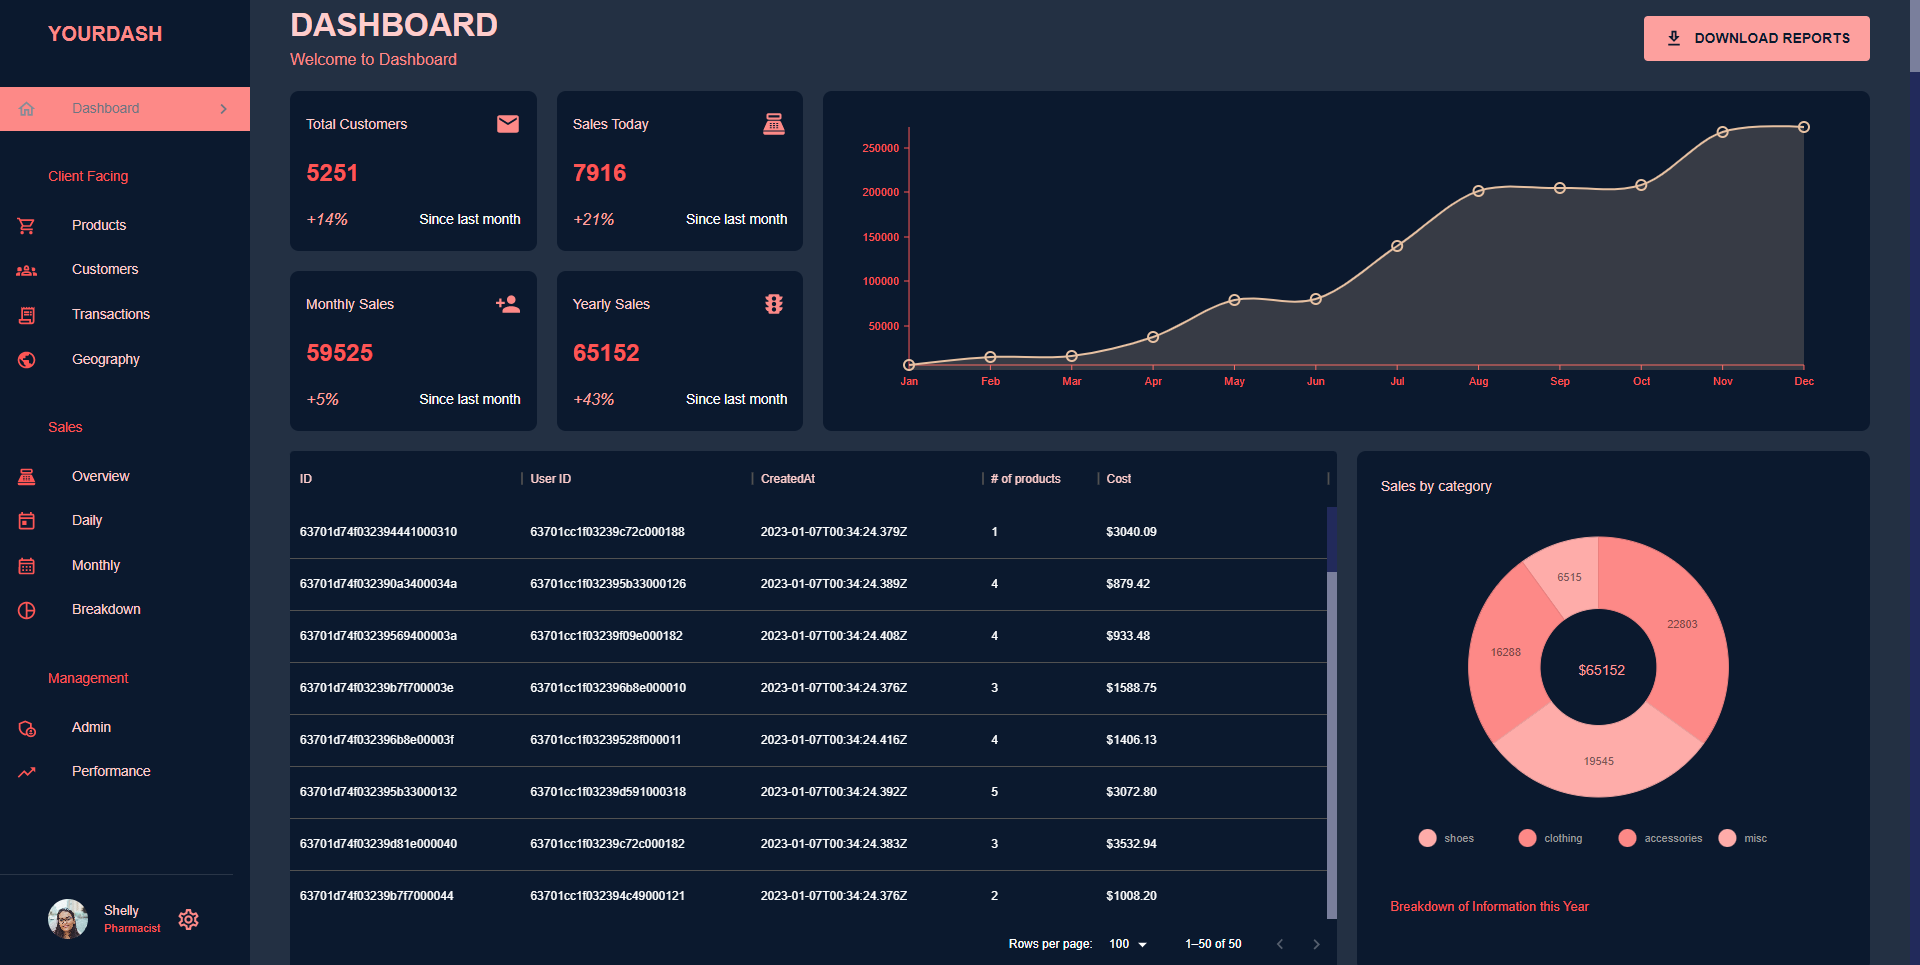 YOURDASH
Dashboard
Client Facing
Products
Customers
Transactions
Geography
Sales
Overview
Daily
Monthly
Breakdown
Management
Admin
Performance
Shelly
Pharmacist
DASHBOARD
Welcome to Dashboard
DOWNLOAD REPORTS
Total Customers
5251
+14% Since last month
Sales Today
7916
+21% Since last month
Monthly Sales
59525
+5% Since last month
Yearly Sales
65152
+43% Since last month
250000
200000
150000
100000
50000
Jan Feb Mar Apr May Jun Jul Aug Sep Oct Nov Dec
ID User ID CreatedAt # of products Cost
63701d74f032394441000310 63701cc1f03239c72c000188 2023-01-07T00:34:24.379Z 1 $3040.09
63701d74f032390a3400034a 63701cc1f032395b33000126 2023-01-07T00:34:24.389Z 4 $879.42
63701d74f03239569400003a 63701cc1f03239f09e000182 2023-01-07T00:34:24.408Z 4 $933.48
63701d74f03239b7f700003e 63701cc1f032396b8e000010 2023-01-07T00:34:24.376Z 3 $1588.75
63701d74f032396b8e00003f 63701cc1f03239528f000011 2023-01-07T00:34:24.416Z 4 $1406.13
63701d74f032395b33000132 63701cc1f03239d591000318 2023-01-07T00:34:24.392Z 5 $3072.80
63701d74f03239d81e000040 63701cc1f03239c72c000182 2023-01-07T00:34:24.383Z 3 $3532.94
63701d74f03239b7f7000044 63701cc1f032394c49000121 2023-01-07T00:34:24.376Z 2 $1008.20
Rows per page: 100 1–50 of 50
Sales by category
6515
22803
16288
$65152
19545
shoes clothing accessories misc
Breakdown of Information this Year